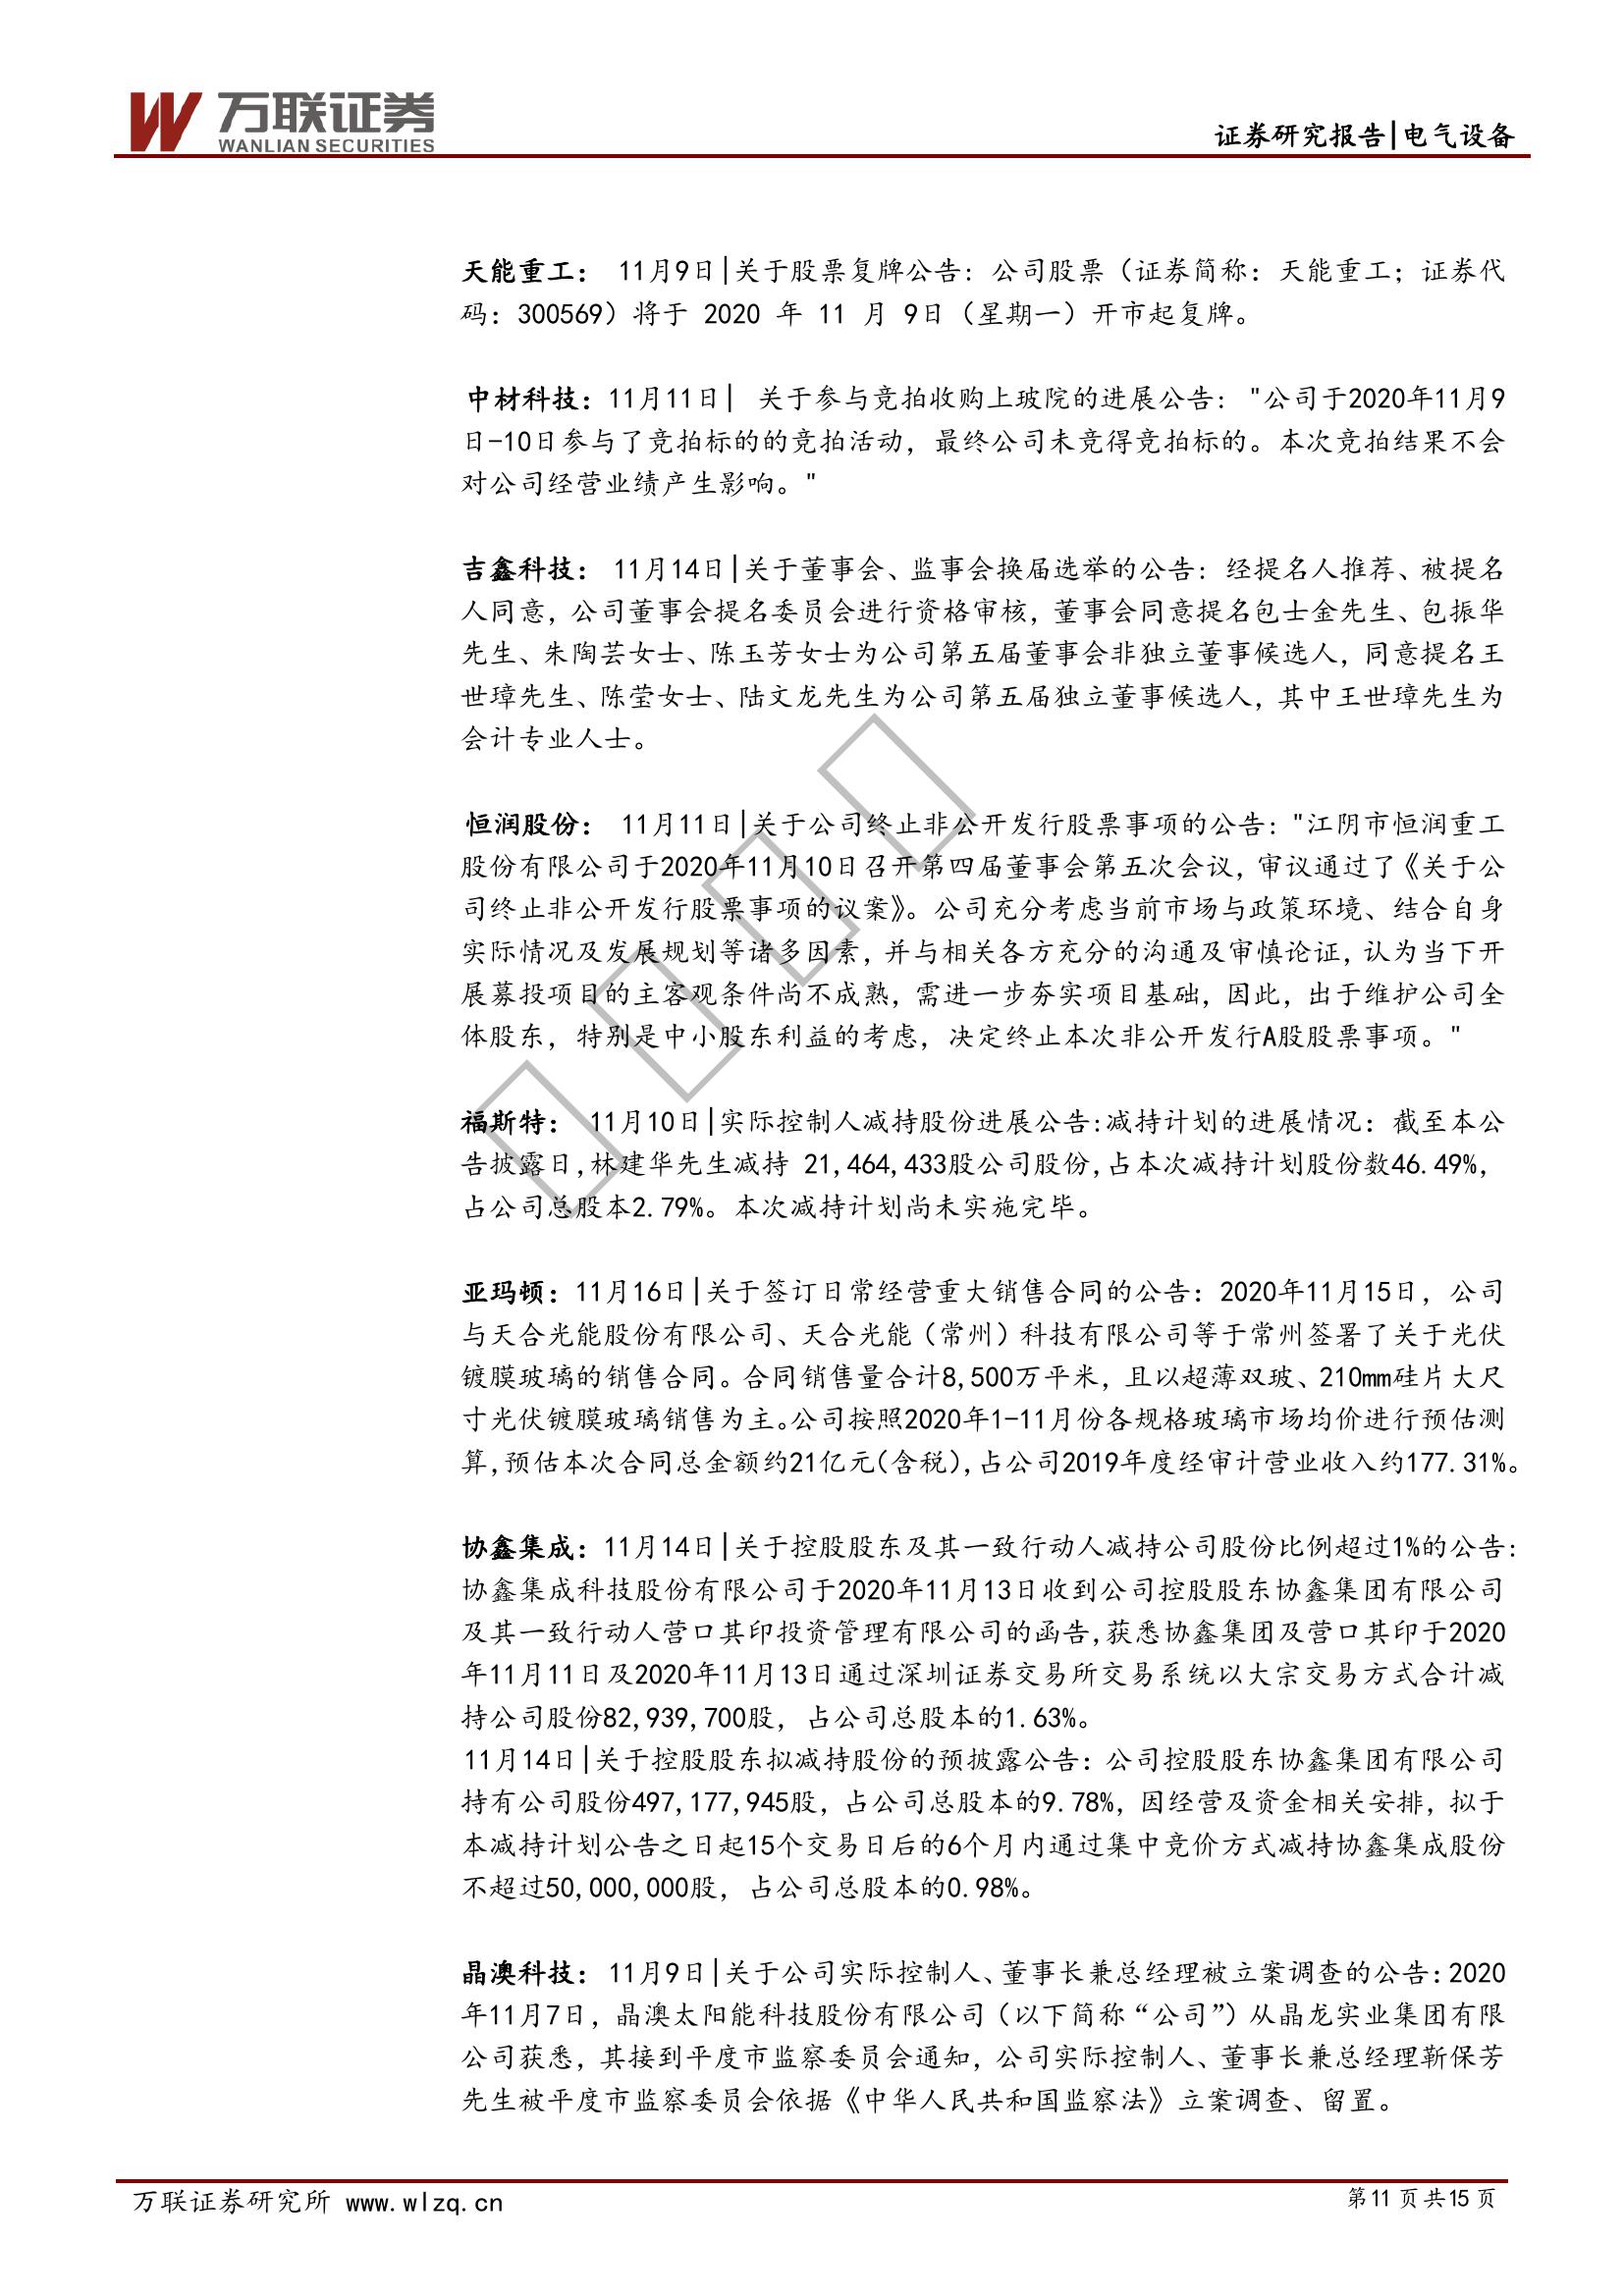 万联证券
WANLIAN SECURITIES
证券研究报告|电气设备
天能重工： 11月9日|关于股票复牌公告：公司股票（证券简称：天能重工；证券代
码：300569）将于 2020 年 11 月 9日（星期一）开市起复牌。
中材科技：11月11日| 关于参与竞拍收购上玻院的进展公告："公司于2020年11月9
日-10日参与了竞拍标的的竞拍活动，最终公司未竞得竞拍标的。本次竞拍结果不会
对公司经营业绩产生影响。"
吉鑫科技： 11月14日|关于董事会、监事会换届选举的公告：经提名人推荐、被提名
人同意，公司董事会提名委员会进行资格审核，董事会同意提名包士金先生、包振华
先生、朱陶芸女士、陈玉芳女士为公司第五届董事会非独立董事候选人，同意提名王
世璋先生、陈莹女士、陆文龙先生为公司第五届独立董事候选人，其中王世璋先生为
会计专业人士。
恒润股份： 11月11日|关于公司终止非公开发行股票事项的公告："江阴市恒润重工
股份有限公司于2020年11月10日召开第四届董事会第五次会议，审议通过了《关于公
司终止非公开发行股票事项的议案》。公司充分考虑当前市场与政策环境、结合自身
实际情况及发展规划等诸多因素，并与相关各方充分的沟通及审慎论证，认为当下开
展募投项目的主客观条件尚不成熟，需进一步夯实项目基础，因此，出于维护公司全
体股东，特别是中小股东利益的考虑，决定终止本次非公开发行A股股票事项。"
福斯特： 11月10日|实际控制人减持股份进展公告:减持计划的进展情况：截至本公
告披露日,林建华先生减持 21,464,433股公司股份,占本次减持计划股份数46.49%，
占公司总股本2.79%。本次减持计划尚未实施完毕。
亚玛顿：11月16日|关于签订日常经营重大销售合同的公告：2020年11月15日，公司
与天合光能股份有限公司、天合光能（常州）科技有限公司等于常州签署了关于光伏
镀膜玻璃的销售合同。合同销售量合计8,500万平米，且以超薄双玻、210mm硅片大尺
寸光伏镀膜玻璃销售为主。公司按照2020年1-11月份各规格玻璃市场均价进行预估测
算,预估本次合同总金额约21亿元(含税),占公司2019年度经审计营业收入约177.31%。
协鑫集成：11月14日|关于控股股东及其一致行动人减持公司股份比例超过1%的公告:
协鑫集成科技股份有限公司于2020年11月13日收到公司控股股东协鑫集团有限公司
及其一致行动人营口其印投资管理有限公司的函告,获悉协鑫集团及营口其印于2020
年11月11日及2020年11月13日通过深圳证券交易所交易系统以大宗交易方式合计减
持公司股份82,939,700股，占公司总股本的1.63%。
11月14日|关于控股股东拟减持股份的预披露公告：公司控股股东协鑫集团有限公司
持有公司股份497,177,945股，占公司总股本的9.78%，因经营及资金相关安排，拟于
本减持计划公告之日起15个交易日后的6个月内通过集中竞价方式减持协鑫集成股份
不超过50,000,000股，占公司总股本的0.98%。
晶澳科技： 11月9日|关于公司实际控制人、董事长兼总经理被立案调查的公告:2020
年11月7日，晶澳太阳能科技股份有限公司（以下简称“公司”）从晶龙实业集团有限
公司获悉，其接到平度市监察委员会通知，公司实际控制人、董事长兼总经理靳保芳
先生被平度市监察委员会依据《中华人民共和国监察法》立案调查、留置。
万联证券研究所 www.wlzq.cn
第11 页 共15 页